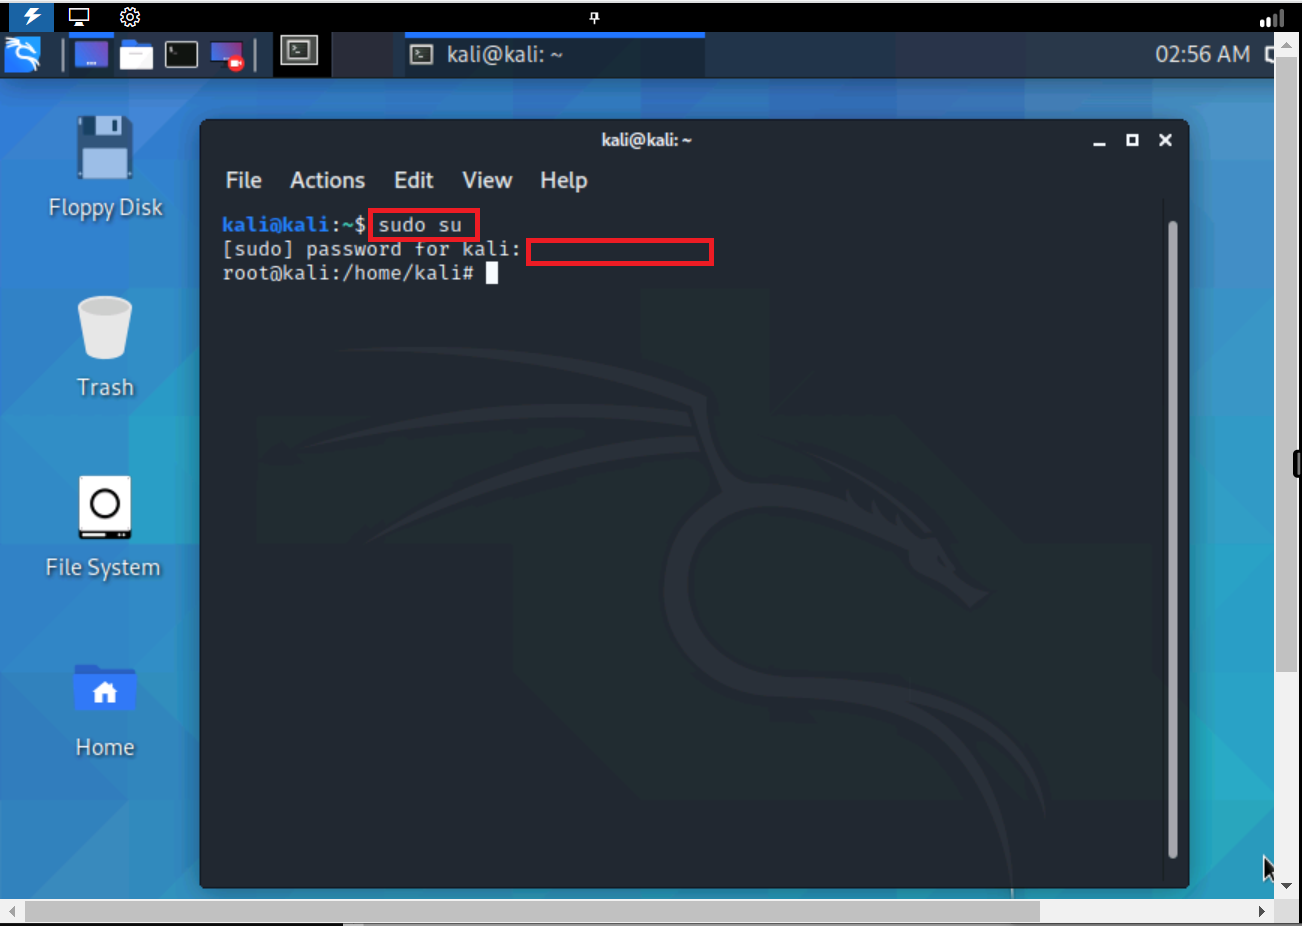 kali@kali: ~
02:56 AM
Floppy Disk
Trash
File System
Home
kali@kali: ~
File Actions Edit View Help
kali@kali:~$ sudo su
[sudo] password for kali:
root@kali:/home/kali#